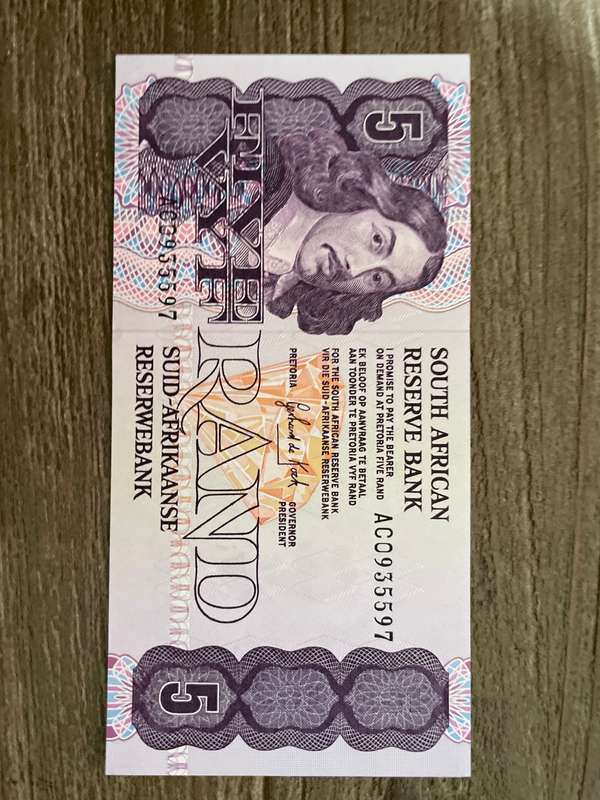 5
SOUTH AFRICAN
RESERVE BANK
I PROMISE TO PAY THE BEARER
ON DEMAND AT PRETORIA FIVE RAND
EK BELOOF OP AANVRAAG TE BETAAL
AAN TOONDER TE PRETORIA VYF RAND
AC0935597
FOR THE SOUTH AFRICAN RESERVE BANK
VIR DIE SUID-AFRIKAANSE RESERWEBANK
PRETORIA
GOVERNOR
PRESIDENT
FIVE
VYF
RAND
AC0935597
SUID-AFRIKAANSE
RESERWEBANK
5